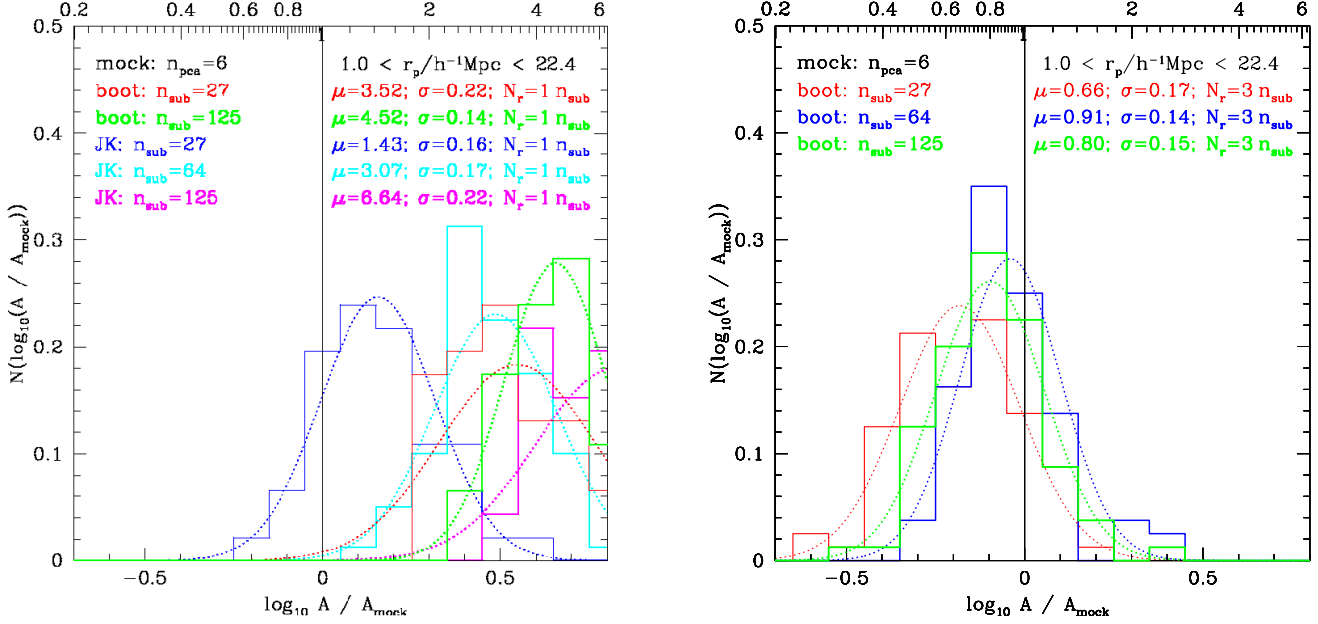 0.2 0.4 0.6 0.8 1 2 4 6
0.5
0.4
0.3
0.2
0.1
0
N(log₁₀(A / A_mock))
mock: n_pca=6 1.0 < r_p/h⁻¹Mpc < 22.4
boot: n_sub=27 μ=3.52; σ=0.22; N_r=1 n_sub
boot: n_sub=125 μ=4.52; σ=0.14; N_r=1 n_sub
JK: n_sub=27 μ=1.43; σ=0.16; N_r=1 n_sub
JK: n_sub=64 μ=3.07; σ=0.17; N_r=1 n_sub
JK: n_sub=125 μ=6.64; σ=0.22; N_r=1 n_sub
−0.5 0 0.5
log₁₀ A / A_mock
0.2 0.4 0.6 0.8 1 2 4 6
0.5
0.4
0.3
0.2
0.1
0
N(log₁₀(A / A_mock))
mock: n_pca=6 1.0 < r_p/h⁻¹Mpc < 22.4
boot: n_sub=27 μ=0.66; σ=0.17; N_r=3 n_sub
boot: n_sub=64 μ=0.91; σ=0.14; N_r=3 n_sub
boot: n_sub=125 μ=0.80; σ=0.15; N_r=3 n_sub
−0.5 0 0.5
log₁₀ A / A_mock